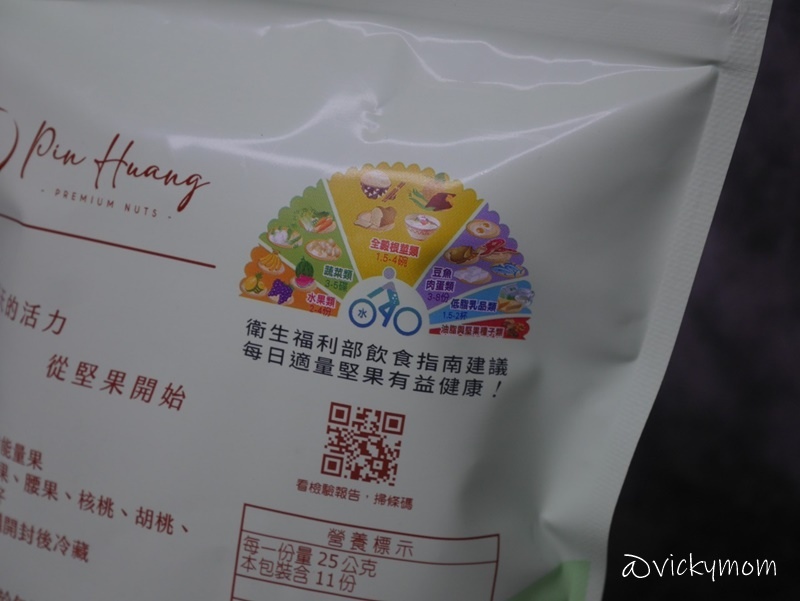 Pin Huang
- PREMIUM NUTS -
全穀根莖類
1.5-4碗
蔬菜類
3-5碟
豆魚
肉蛋類
3-8份
水果類
2-4份
低脂乳品類
1.5-2杯
油脂與堅果種子類
水
衛生福利部飲食指南建議
每日適量堅果有益健康！
的活力
從堅果開始
看檢驗報告，掃條碼
能量果
果、腰果、核桃、胡桃、
開封後冷藏
營養標示
每一份量 25公克
本包裝含 11份
@vickymom